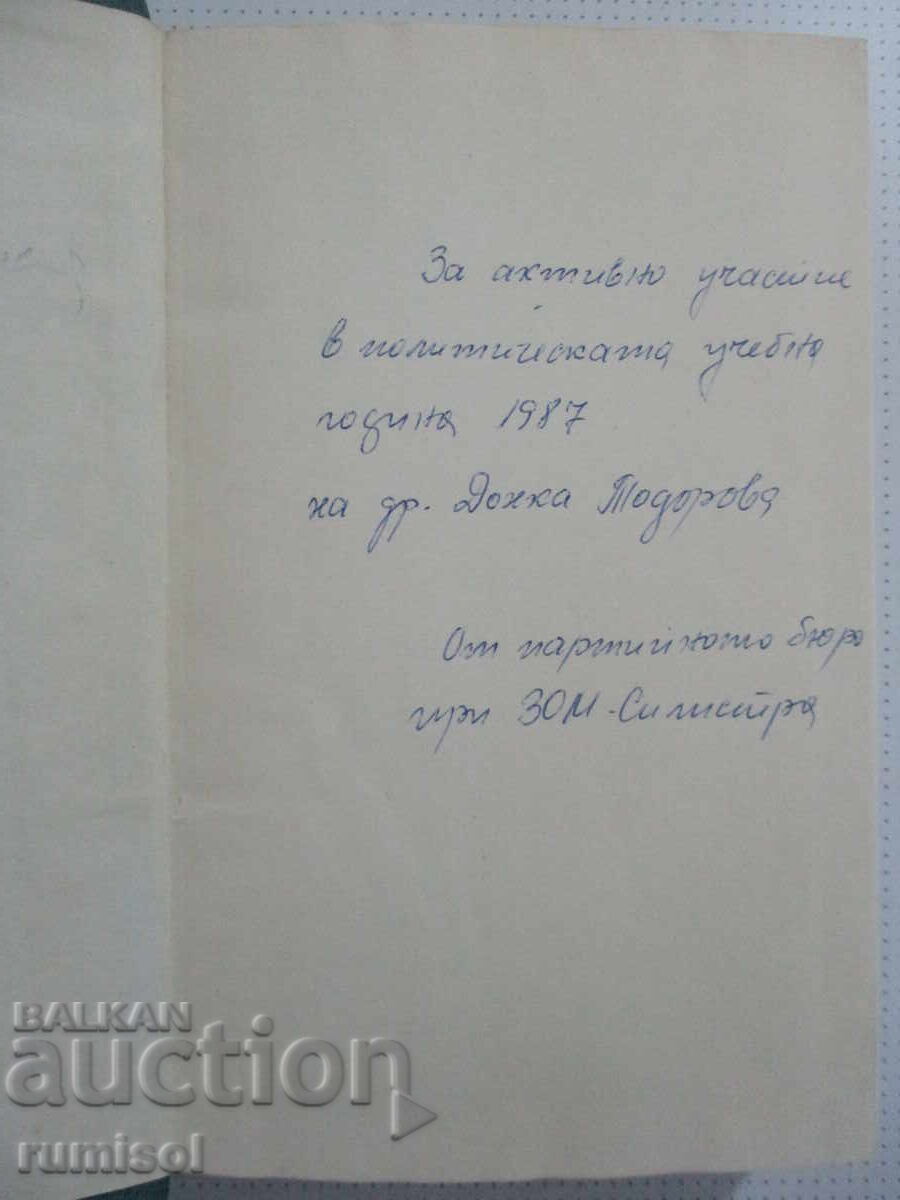 За активно участие
в политическата учебна
година 1987
на др. Донка Тодорова
От партийното бюро
при ЗОМ-Силистра
BALKAN
auction
rumisol